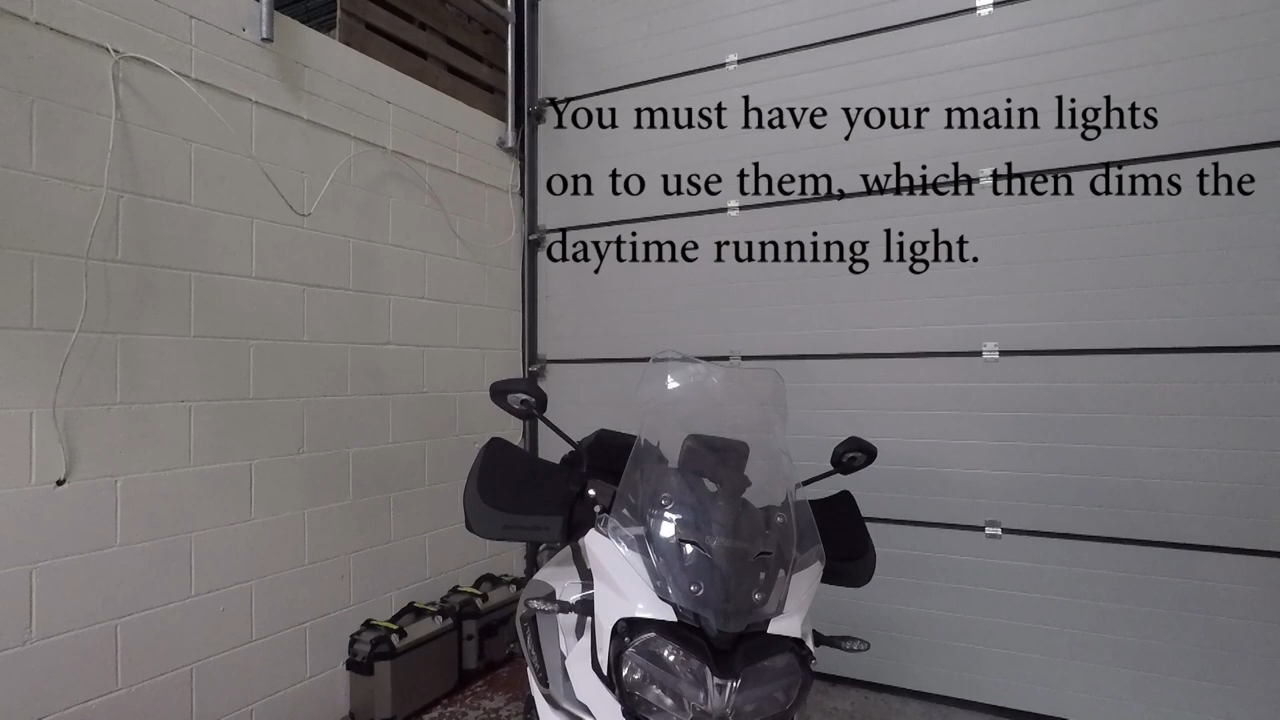 You must have your main lights
on to use them, which then dims the
daytime running light.